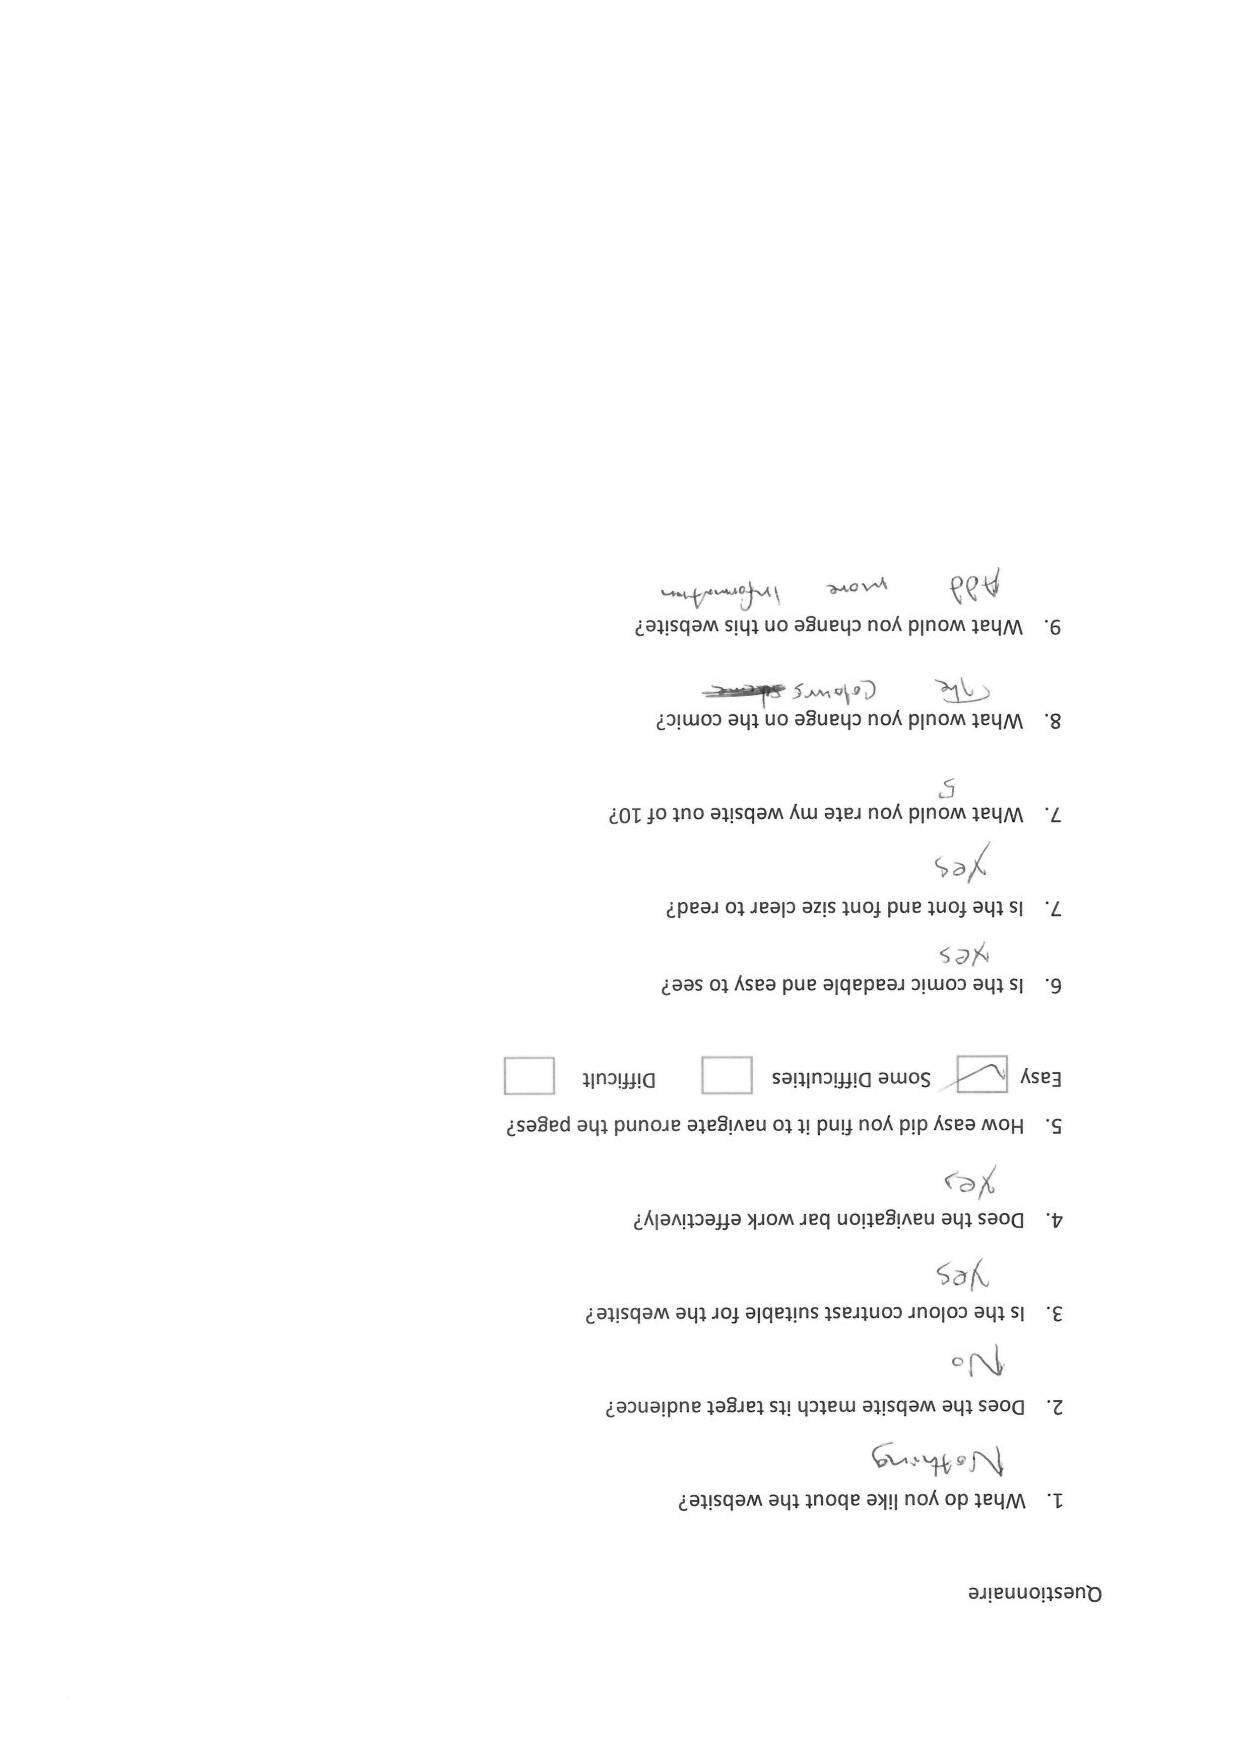 Questionnaire
1. What do you like about the website?
Nothing
2. Does the website match its target audience?
No
3. Is the colour contrast suitable for the website?
Yes
4. Does the navigation bar work effectively?
Yes
5. How easy did you find it to navigate around the pages?
Easy Some Difficulties Difficult
6. Is the comic readable and easy to see?
Yes
7. Is the font and font size clear to read?
Yes
7. What would you rate my website out of 10?
5
8. What would you change on the comic?
The Colours
9. What would you change on this website?
Add more information